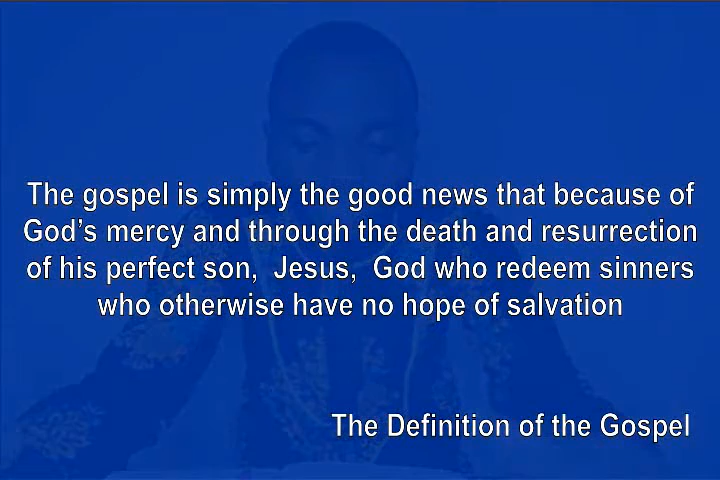 The gospel is simply the good news that because of
God’s mercy and through the death and resurrection
of his perfect son,  Jesus,  God who redeem sinners
who otherwise have no hope of salvation
The Definition of the Gospel